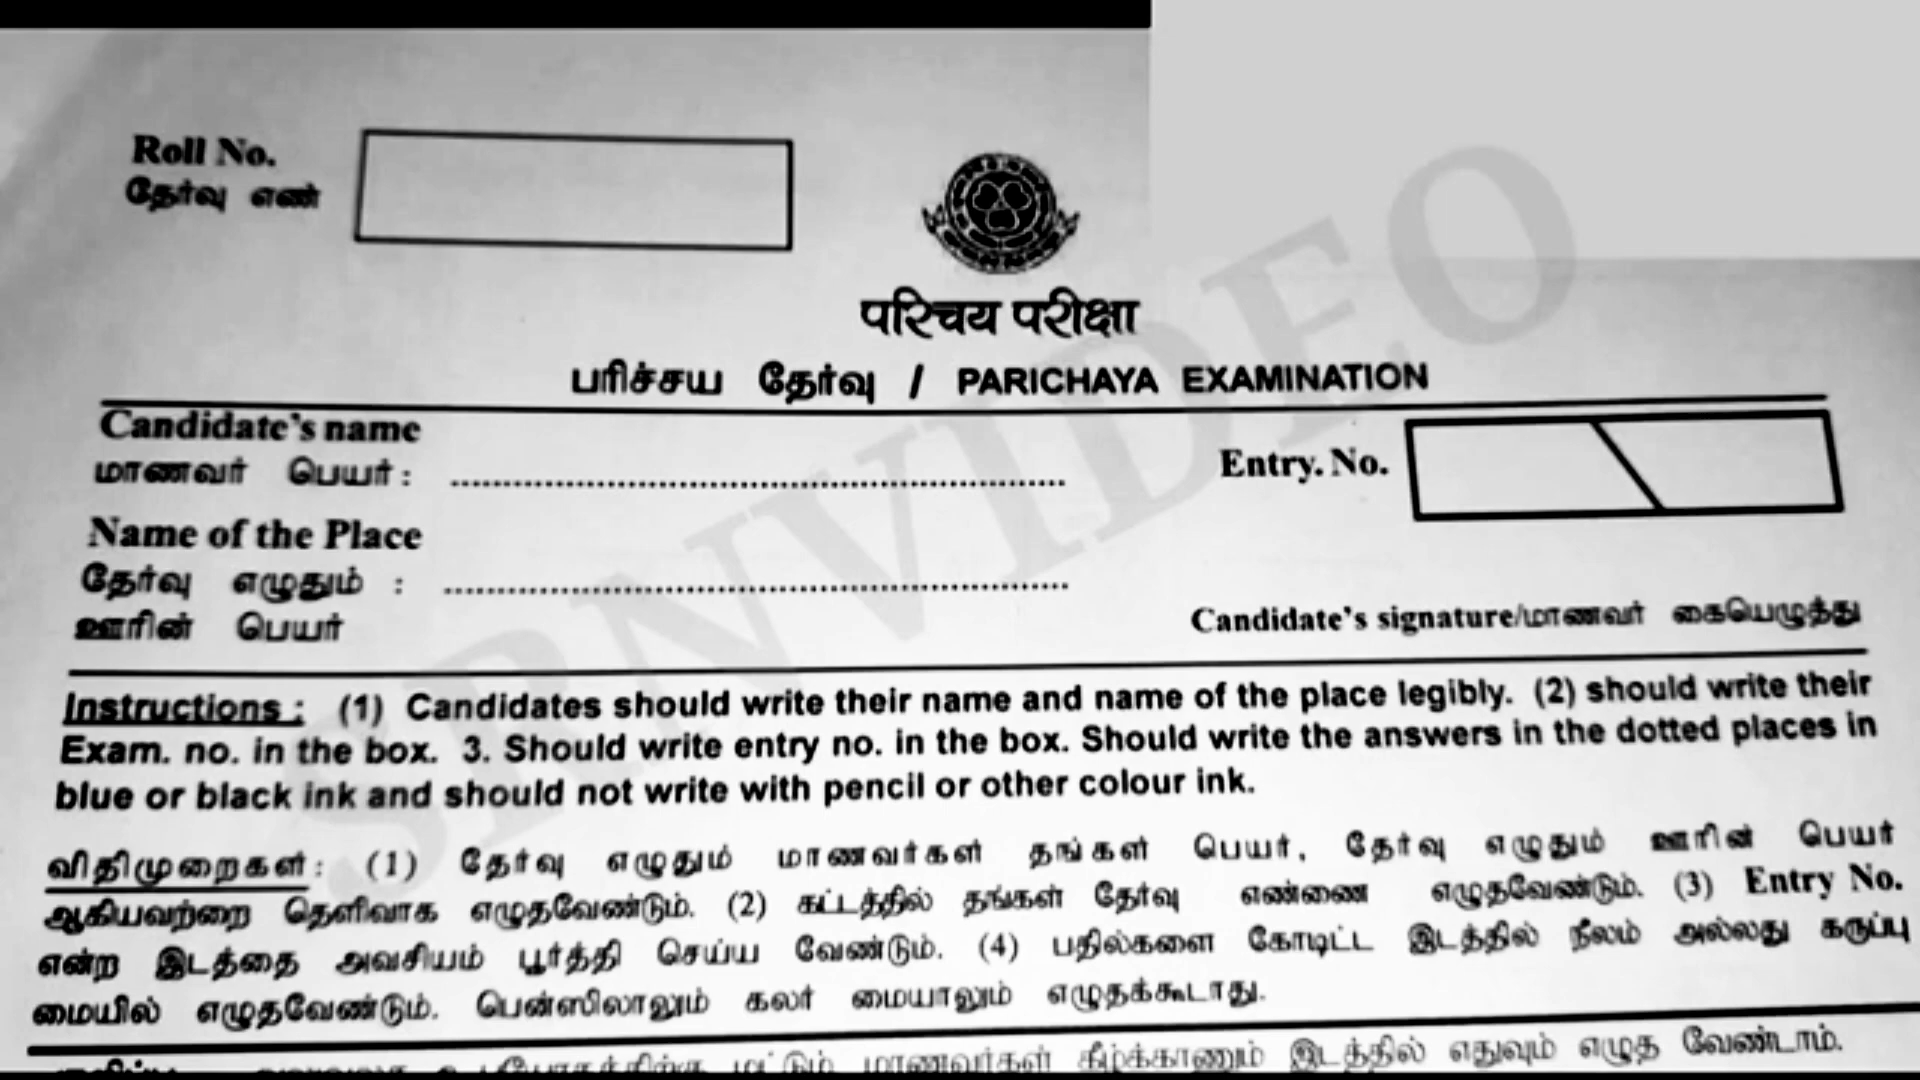 Roll No.
தேர்வு எண்
परिचय परीक्षा
பரிச்சய தேர்வு / PARICHAYA EXAMINATION
Candidate's name
மாணவர் பெயர் :
Entry. No.
Name of the Place
தேர்வு எழுதும் :
ஊரின் பெயர்
Candidate's signature/மாணவர் கையெழுத்து
Instructions : (1) Candidates should write their name and name of the place legibly. (2) should write their
Exam. no. in the box. 3. Should write entry no. in the box. Should write the answers in the dotted places in
blue or black ink and should not write with pencil or other colour ink.
விதிமுறைகள் : (1) தேர்வு எழுதும் மாணவர்கள் தங்கள் பெயர், தேர்வு எழுதும் ஊரின் பெயர்
ஆகியவற்றை தெளிவாக எழுதவேண்டும். (2) கட்டத்தில் தங்கள் தேர்வு எண்ணை எழுதவேண்டும். (3) Entry No.
என்ற இடத்தை அவசியம் பூர்த்தி செய்ய வேண்டும். (4) பதில்களை கோடிட்ட இடத்தில் நீலம் அல்லது கருப்பு
மையில் எழுதவேண்டும். பென்ஸிலாலும் கலர் மையாலும் எழுதக்கூடாது.
மட்டும் மாணவர்கள் கீழ்க்காணும் இடத்தில் எதுவும் எழுத வேண்டாம்.
SRNVIDEO